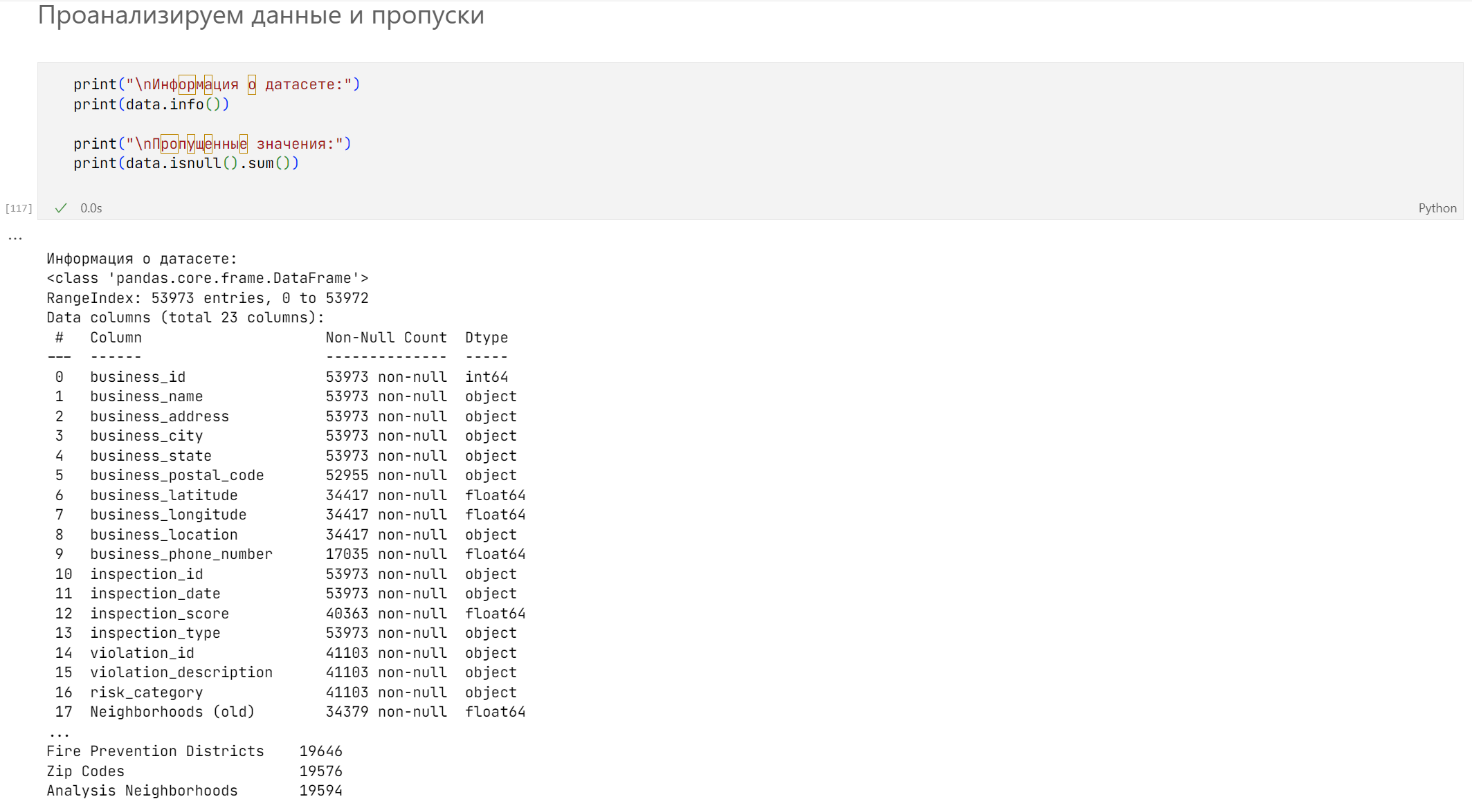 Проанализируем данные и пропуски
print("\nИнформация о датасете:")
print(data.info())
print("\nПропущенные значения:")
print(data.isnull().sum())
[117] 0.0s Python
...
Информация о датасете:
<class 'pandas.core.frame.DataFrame'>
RangeIndex: 53973 entries, 0 to 53972
Data columns (total 23 columns):
 #   Column                     Non-Null Count  Dtype
---  ------                     --------------  -----
 0   business_id                53973 non-null  int64
 1   business_name              53973 non-null  object
 2   business_address           53973 non-null  object
 3   business_city              53973 non-null  object
 4   business_state             53973 non-null  object
 5   business_postal_code       52955 non-null  object
 6   business_latitude          34417 non-null  float64
 7   business_longitude         34417 non-null  float64
 8   business_location          34417 non-null  object
 9   business_phone_number      17035 non-null  float64
 10  inspection_id              53973 non-null  object
 11  inspection_date            53973 non-null  object
 12  inspection_score           40363 non-null  float64
 13  inspection_type            53973 non-null  object
 14  violation_id               41103 non-null  object
 15  violation_description      41103 non-null  object
 16  risk_category              41103 non-null  object
 17  Neighborhoods (old)        34379 non-null  float64
...
Fire Prevention Districts    19646
Zip Codes                    19576
Analysis Neighborhoods       19594